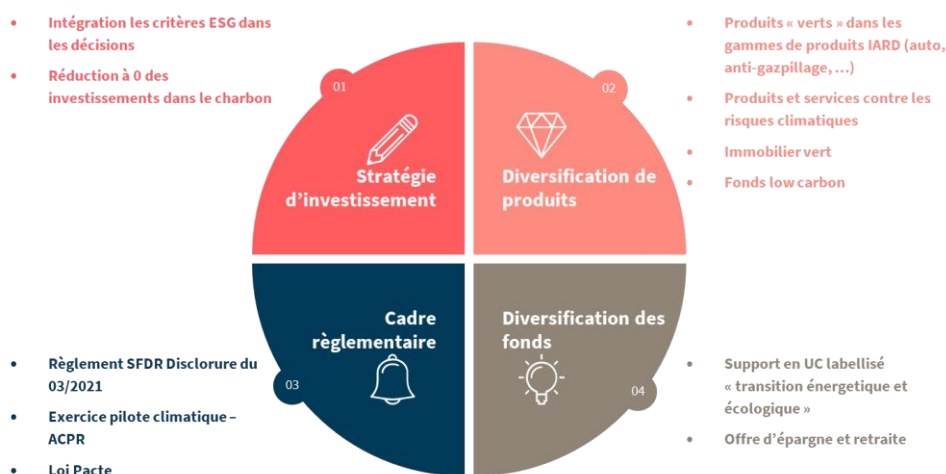 • Intégration les critères ESG dans
les décisions
• Réduction à 0 des
investissements dans le charbon
01
Stratégie
d’investissement
• Produits « verts » dans les
gammes de produits IARD (auto,
anti-gazpillage, …)
• Produits et services contre les
risques climatiques
• Immobilier vert
• Fonds low carbon
02
Diversification de
produits
Cadre
règlementaire
03
• Règlement SFDR Disclorure du
03/2021
• Exercice pilote climatique –
ACPR
• Loi Pacte
Diversification des
fonds
04
• Support en UC labellisé
« transition énergetique et
écologique »
• Offre d’épargne et retraite